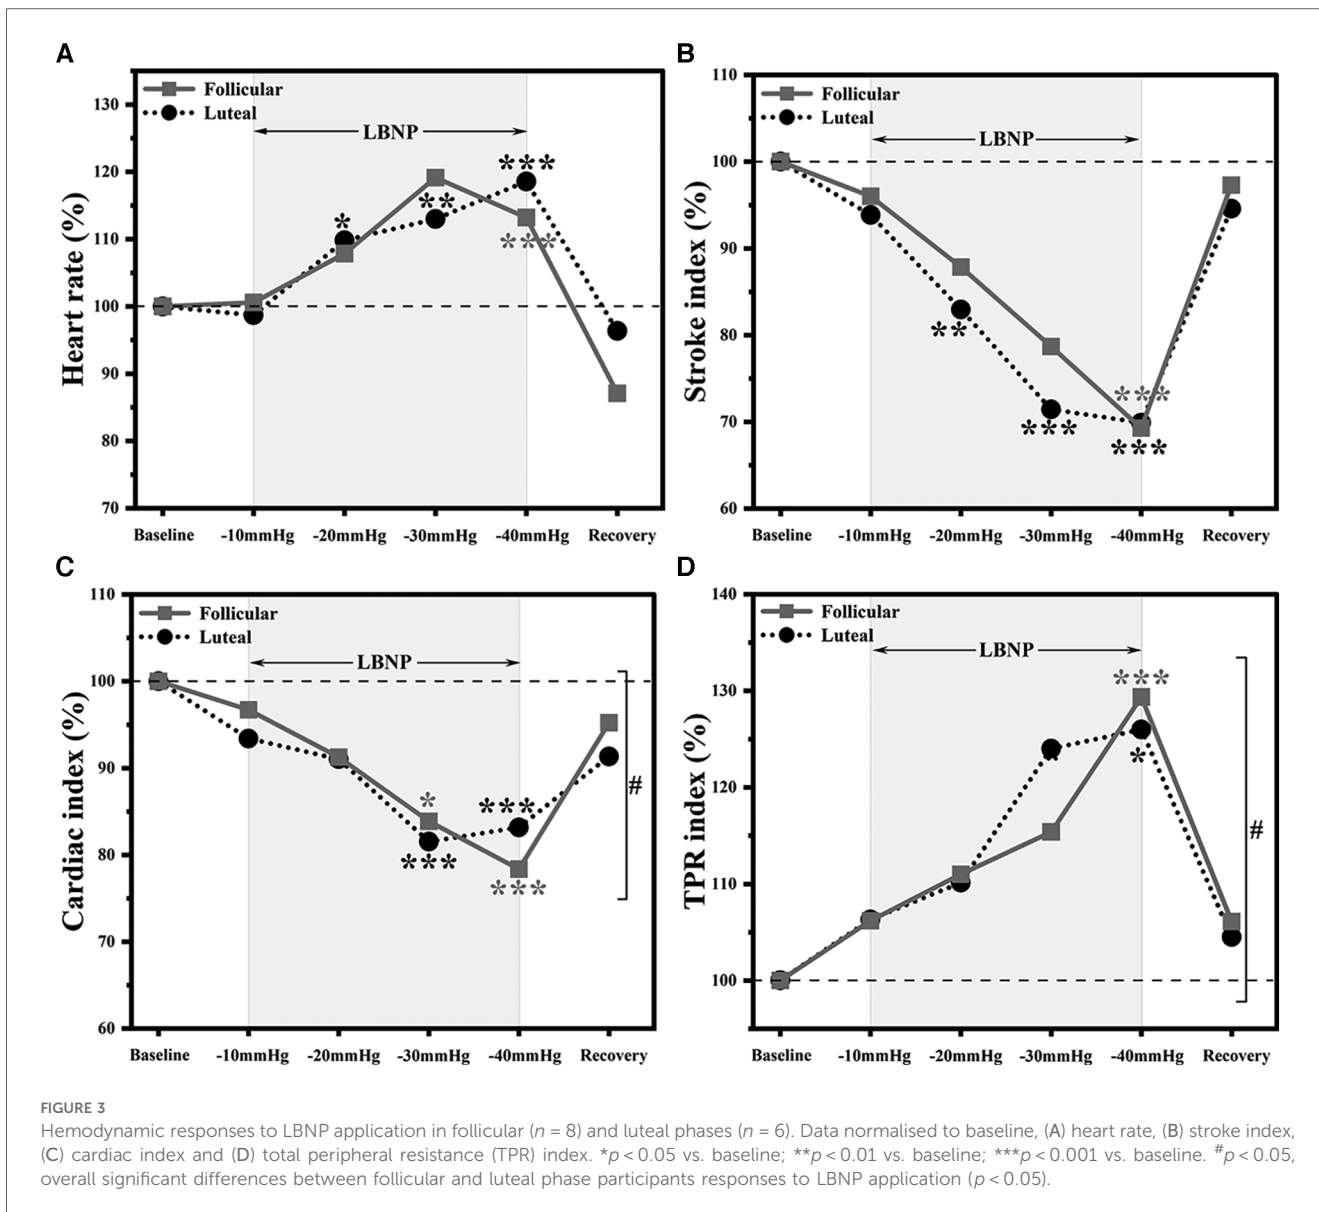 A
Follicular
Luteal
LBNP
Heart rate (%)
130
120
110
100
90
80
70
*
**
***
***
Baseline
-10mmHg
-20mmHg
-30mmHg
-40mmHg
Recovery
B
Follicular
Luteal
LBNP
Stroke index (%)
110
100
90
80
70
60
**
***
***
***
Baseline
-10mmHg
-20mmHg
-30mmHg
-40mmHg
Recovery
C
Follicular
Luteal
LBNP
Cardiac index (%)
110
100
90
80
70
60
*
***
***
***
#
Baseline
-10mmHg
-20mmHg
-30mmHg
-40mmHg
Recovery
D
Follicular
Luteal
LBNP
TPR index (%)
140
130
120
110
100
***
*
#
Baseline
-10mmHg
-20mmHg
-30mmHg
-40mmHg
Recovery
FIGURE 3
Hemodynamic responses to LBNP application in follicular (n = 8) and luteal phases (n = 6). Data normalised to baseline, (A) heart rate, (B) stroke index,
(C) cardiac index and (D) total peripheral resistance (TPR) index. *p < 0.05 vs. baseline; **p < 0.01 vs. baseline; ***p < 0.001 vs. baseline. #p < 0.05,
overall significant differences between follicular and luteal phase participants responses to LBNP application (p < 0.05).